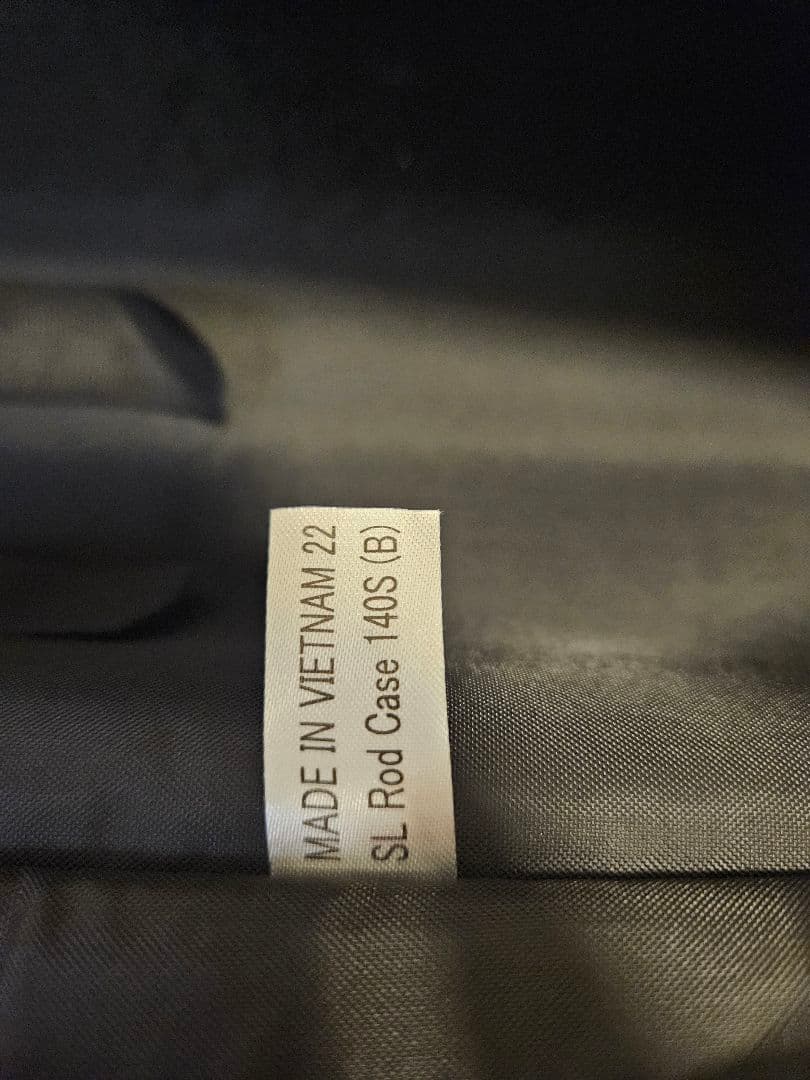 MADE IN VIETNAM 22
SL Rod Case 140S (B)